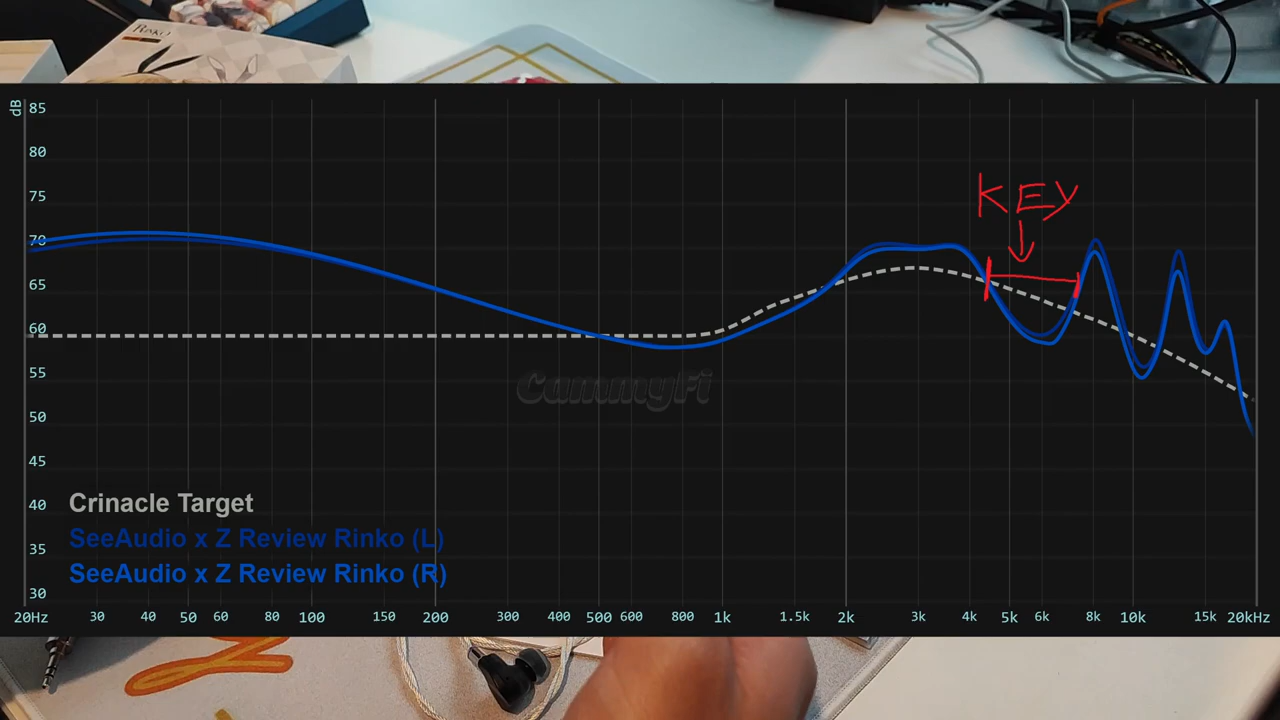 RINKO
dB
85
80
75
70
65
60
55
50
45
40
35
30
KEY
CammyFi
Crinacle Target
SeeAudio x Z Review Rinko (L)
SeeAudio x Z Review Rinko (R)
20Hz 30 40 50 60 80 100 150 200 300 400 500 600 800 1k 1.5k 2k 3k 4k 5k 6k 8k 10k 15k 20kHz